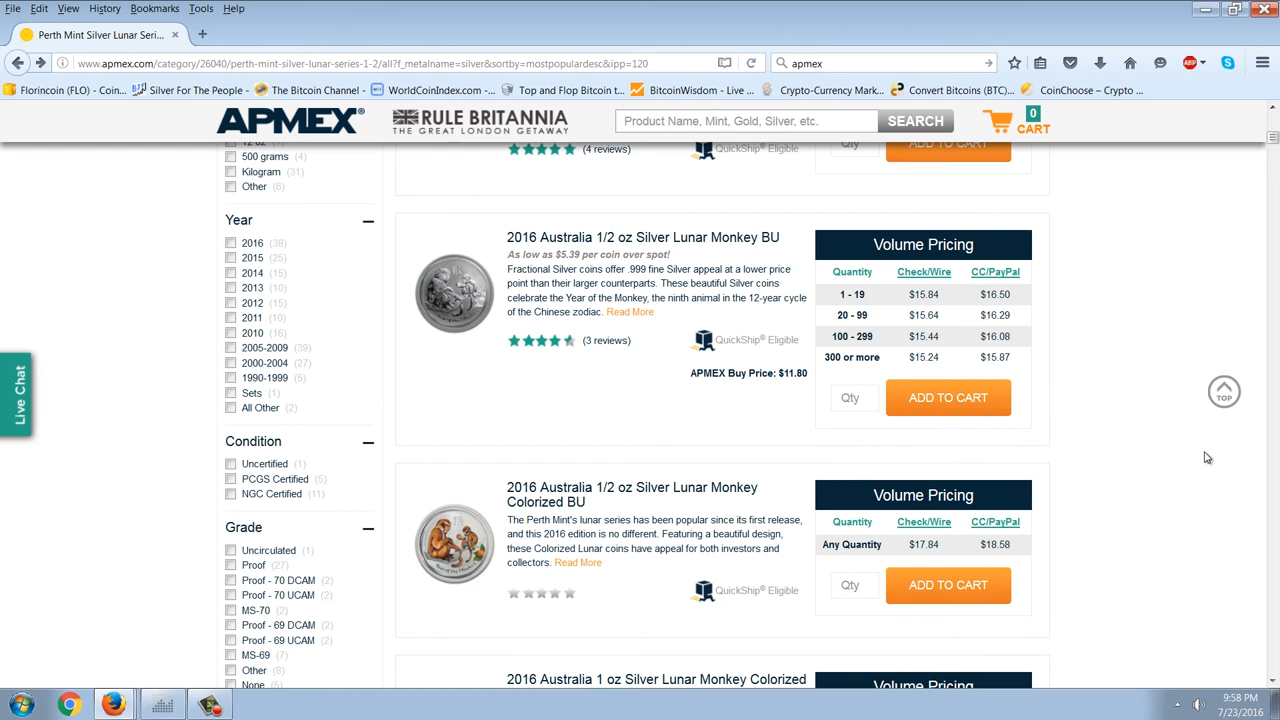 File Edit View History Bookmarks Tools Help
Perth Mint Silver Lunar Seri... × +
www.apmex.com/category/26040/perth-mint-silver-lunar-series-1-2/all?f_metalname=silver&sortby=mostpopulardesc&ipp=120
apmex
ABP
Florincoin (FLO) - Coin... Silver For The People - ... The Bitcoin Channel - ... WorldCoinIndex.com - ... Top and Flop Bitcoin t... BitcoinWisdom - Live ... Crypto-Currency Mark... Convert Bitcoins (BTC)... CoinChoose – Crypto ...
APMEX®
RULE BRITANNIA
THE GREAT LONDON GETAWAY
Product Name, Mint, Gold, Silver, etc.
SEARCH
0
CART
500 grams (4)
Kilogram (31)
Other (6)
Year
2016 (38)
2015 (25)
2014 (15)
2013 (10)
2012 (15)
2011 (10)
2010 (16)
2005-2009 (39)
2000-2004 (27)
1990-1999 (5)
Sets (1)
All Other (2)
Condition
Uncertified (1)
PCGS Certified (5)
NGC Certified (11)
Grade
Uncirculated (1)
Proof (27)
Proof - 70 DCAM (2)
Proof - 70 UCAM (2)
MS-70 (2)
Proof - 69 DCAM (2)
Proof - 69 UCAM (2)
MS-69 (7)
Other (8)
None (5)
Live Chat
(4 reviews)
QuickShip® Eligible
Qty
ADD TO CART
2016 Australia 1/2 oz Silver Lunar Monkey BU
As low as $5.39 per coin over spot!
Fractional Silver coins offer .999 fine Silver appeal at a lower price
point than their larger counterparts. These beautiful Silver coins
celebrate the Year of the Monkey, the ninth animal in the 12-year cycle
of the Chinese zodiac. Read More
(3 reviews)
QuickShip® Eligible
APMEX Buy Price: $11.80
Volume Pricing
Quantity Check/Wire CC/PayPal
1 - 19 $15.84 $16.50
20 - 99 $15.64 $16.29
100 - 299 $15.44 $16.08
300 or more $15.24 $15.87
Qty
ADD TO CART
2016 Australia 1/2 oz Silver Lunar Monkey
Colorized BU
The Perth Mint's lunar series has been popular since its first release,
and this 2016 edition is no different. Featuring a beautiful design,
these Colorized Lunar coins have appeal for both investors and
collectors. Read More
QuickShip® Eligible
Volume Pricing
Quantity Check/Wire CC/PayPal
Any Quantity $17.84 $18.58
Qty
ADD TO CART
2016 Australia 1 oz Silver Lunar Monkey Colorized
Volume Pricing
TOP
9:58 PM
7/23/2016